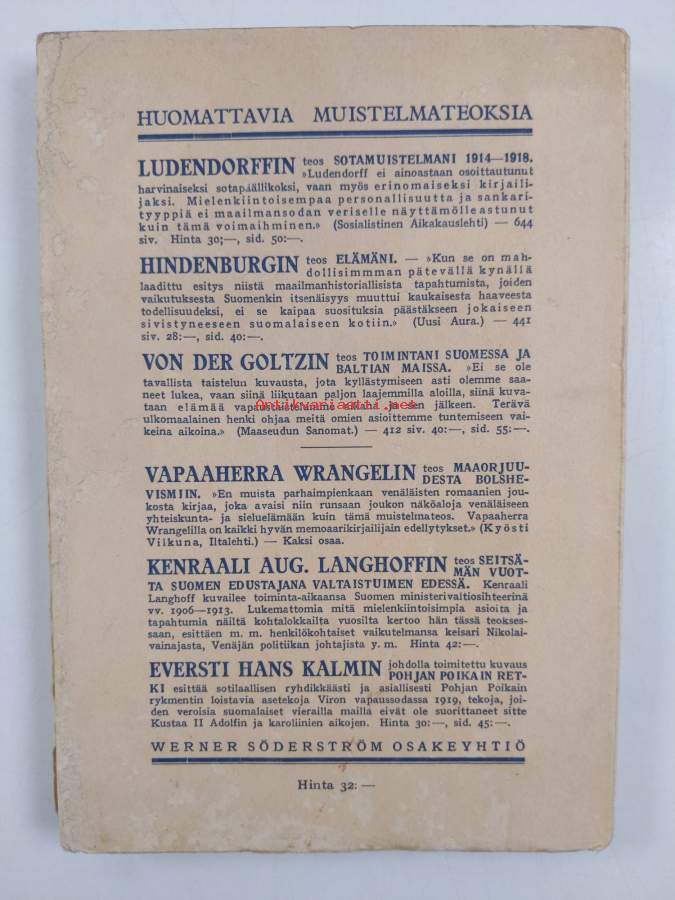 HUOMATTAVIA MUISTELMATEOKSIA
LUDENDORFFIN teos SOTAMUISTELMANI 1914—1918.
»Ludendorff ei ainoastaan osoittautunut
harvinaiseksi sotapäällikoksi, vaan myös erinomaiseksi kirjaili-
jaksi. Mielenkiintoisempaa personallisuutta ja sankari-
tyyppiä ei maailmansodan veriselle näyttämölle astunut
kuin tämä voimaihminen.» (Sosialistinen Aikakauslehti) — 644
siv. Hinta 30;—, sid. 50:—.
HINDENBURGIN teos ELÄMÄNI. — »Kun se on mah-
dollisimmman pätevällä kynällä
laadittu esitys niistä maailmanhistoriallisista tapahtumista, joiden
vaikutuksesta Suomenkin itsenäisyys muuttui kaukaisesta haaveesta
todellisuudeksi, ei se kaipaa suosituksia päästäkseen jokaiseen
sivistyneeseen suomalaiseen kotiin.» (Uusi Aura.) — 441
siv. 28:—, sid. 40:—.
VON DER GOLTZIN teos TOIMINTANI SUOMESSA JA
BALTIAN MAISSA. »Ei se ole
tavallista taistelun kuvausta, jota kyllästymiseen asti olemme saa-
neet lukea, vaan siinä liikutaan paljon laajemmilla aloilla, siinä kuva-
taan elämää vapaustaistelumme aikana ja sen jälkeen. Terävä
Antikvariaatti.net
ulkomaalainen henki ohjaa meitä omien asioittemme tuntemiseen vai-
keina aikoina.» (Maaseudun Sanomat.) — 412 siv. 40:—, sid. 55:—.
VAPAAHERRA WRANGELIN teos MAAORJUU-
DESTA BOLSHE-
VISMIIN. »En muista parhaimpienkaan venäläisten romaanien jou-
kosta kirjaa, joka avaisi niin runsaan joukon näköaloja venäläiseen
yhteiskunta- ja sieluelämään kuin tämä muistelmateos. Vapaaherra
Wrangelilla on kaikki hyvän memoaarikirjailijain edellytykset.» (Kyösti
Vilkuna, Iltalehti.) — Kaksi osaa.
KENRAALI AUG. LANGHOFFIN teos SEITSÄ-
MÄN VUOT-
TA SUOMEN EDUSTAJANA VALTAISTUIMEN EDESSÄ. Kenraali
Langhoff kuvailee toiminta-aikaansa Suomen ministerivaltiosihteerinä
vv. 1906—1913. Lukemattomia mitä mielenkiintoisimpia asioita ja
tapahtumia näiltä kohtalokkailta vuosilta kertoo hän tässä teokses-
saan, esittäen m. m. henkilökohtaiset vaikutelmansa keisari Nikolai-
vainajasta, Venäjän politiikan johtajista y. m. Hinta 42:—.
EVERSTI HANS KALMIN johdolla toimitettu kuvaus
POHJAN POIKAIN RET-
KI esittää sotilaallisen ryhdikkäästi ja asiallisesti Pohjan Poikain
rykmentin loistavia asetekoja Viron vapaussodassa 1919, tekoja, joi-
den veroisia suomalaiset vierailla mailla eivät ole suorittaneet sitte
Kustaa II Adolfin ja karoliinien aikojen. Hinta 30:—, sid. 45:—.
WERNER SÖDERSTRÖM OSAKEYHTIÖ
Hinta 32: —